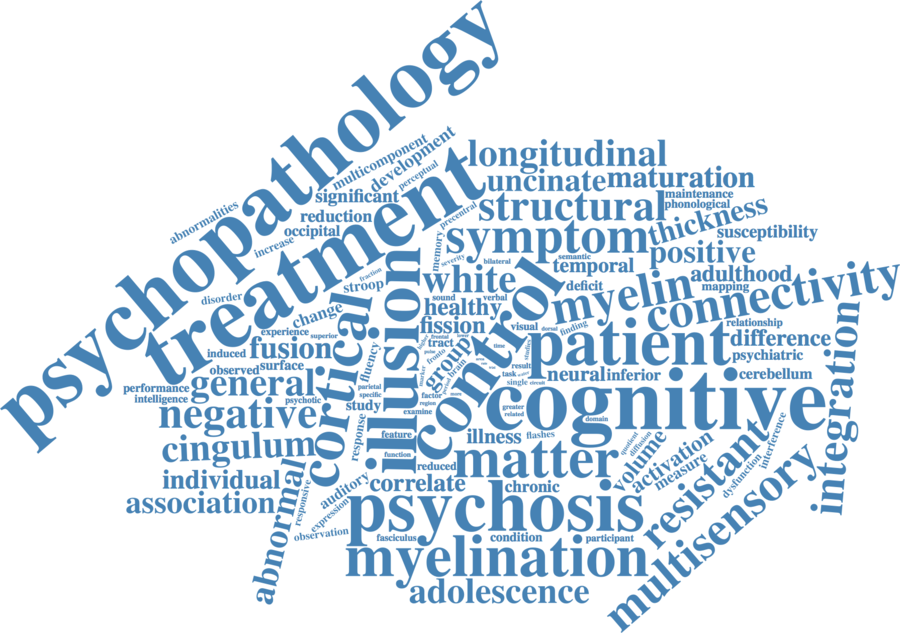 psychopathology
treatment
multicomponent
development
perceptual
significant
abnormalities
reduction
occipital
increase
longitudinal
uncinate
maturation
maintenance
phonological
structural
precentral
thickness
symptom
susceptibility
memory
severity
bilateral
semantic
temporal
positive
adulthood
mapping
deficit
white
myelin
connectivity
fraction
stroop
disorder
change
illusion
sound
verbal
healthy
fission
control
visual
dorsal
finding
relationship
difference
psychiatric
experience
superior
fusion
induced
surface
observed
cortical
fluency
tract
frontal
fronto
group
time
patient
studies
result
neural
inferior
cerebellum
integration
performance
intelligence
general
psychotic
parietal
specific
study
marker
brain
factor
region
examine
task
single
circuit
more
cognitive
greater
related
domain
negative
cingulum
response
feature
function
illness
flashes
quotient
diffusion
volume
activation
measure
resistant
dysfunction
interference
multisensory
individual
association
abnormal
responsive
auditory
expression
observation
reduced
correlate
matter
chronic
psychosis
fasciculus
condition
participant
myelination
adolescence